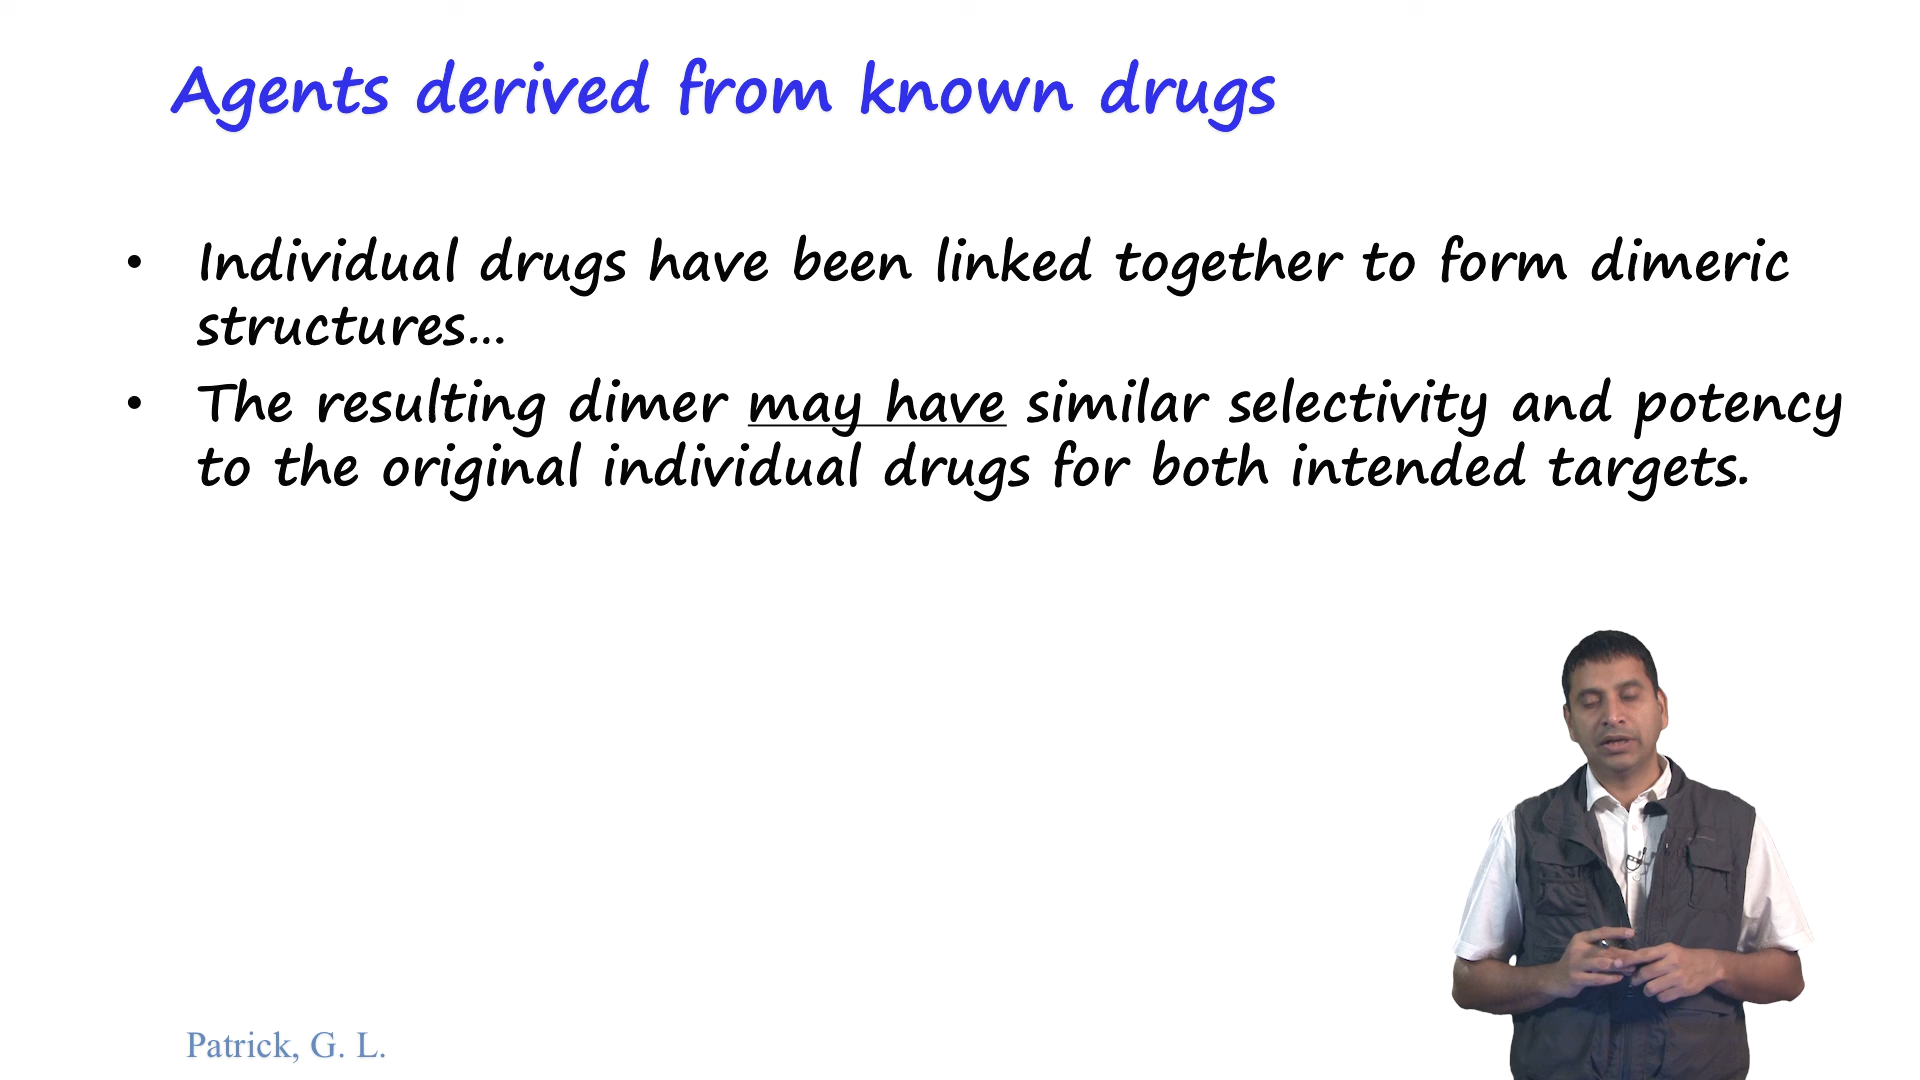 Agents derived from known drugs
• Individual drugs have been linked together to form dimeric
structures...
• The resulting dimer may have similar selectivity and potency
to the original individual drugs for both intended targets.
Patrick, G. L.